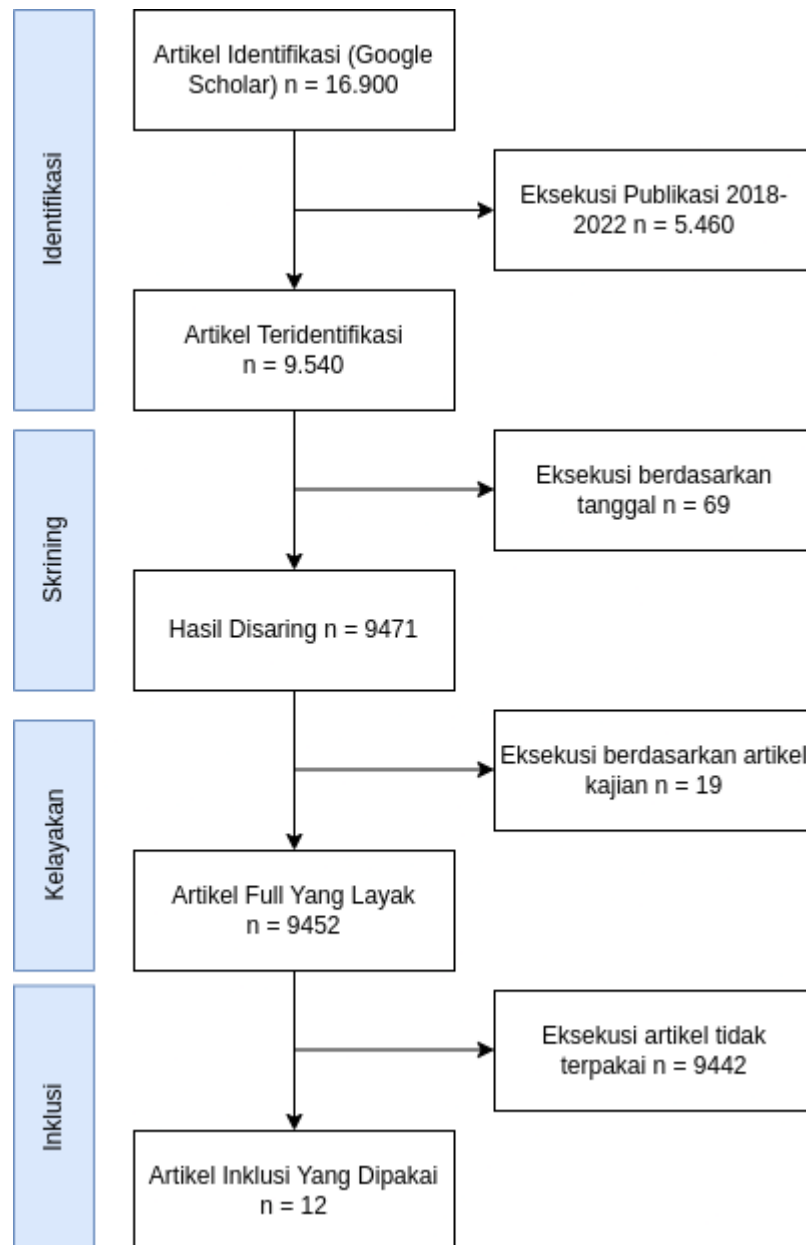 Identifikasi
Artikel Identifikasi (Google
Scholar) n = 16.900
Eksekusi Publikasi 2018-
2022 n = 5.460
Artikel Teridentifikasi
n = 9.540
Skrining
Eksekusi berdasarkan
tanggal n = 69
Hasil Disaring n = 9471
Kelayakan
Eksekusi berdasarkan artikel
kajian n = 19
Artikel Full Yang Layak
n = 9452
Inklusi
Eksekusi artikel tidak
terpakai n = 9442
Artikel Inklusi Yang Dipakai
n = 12